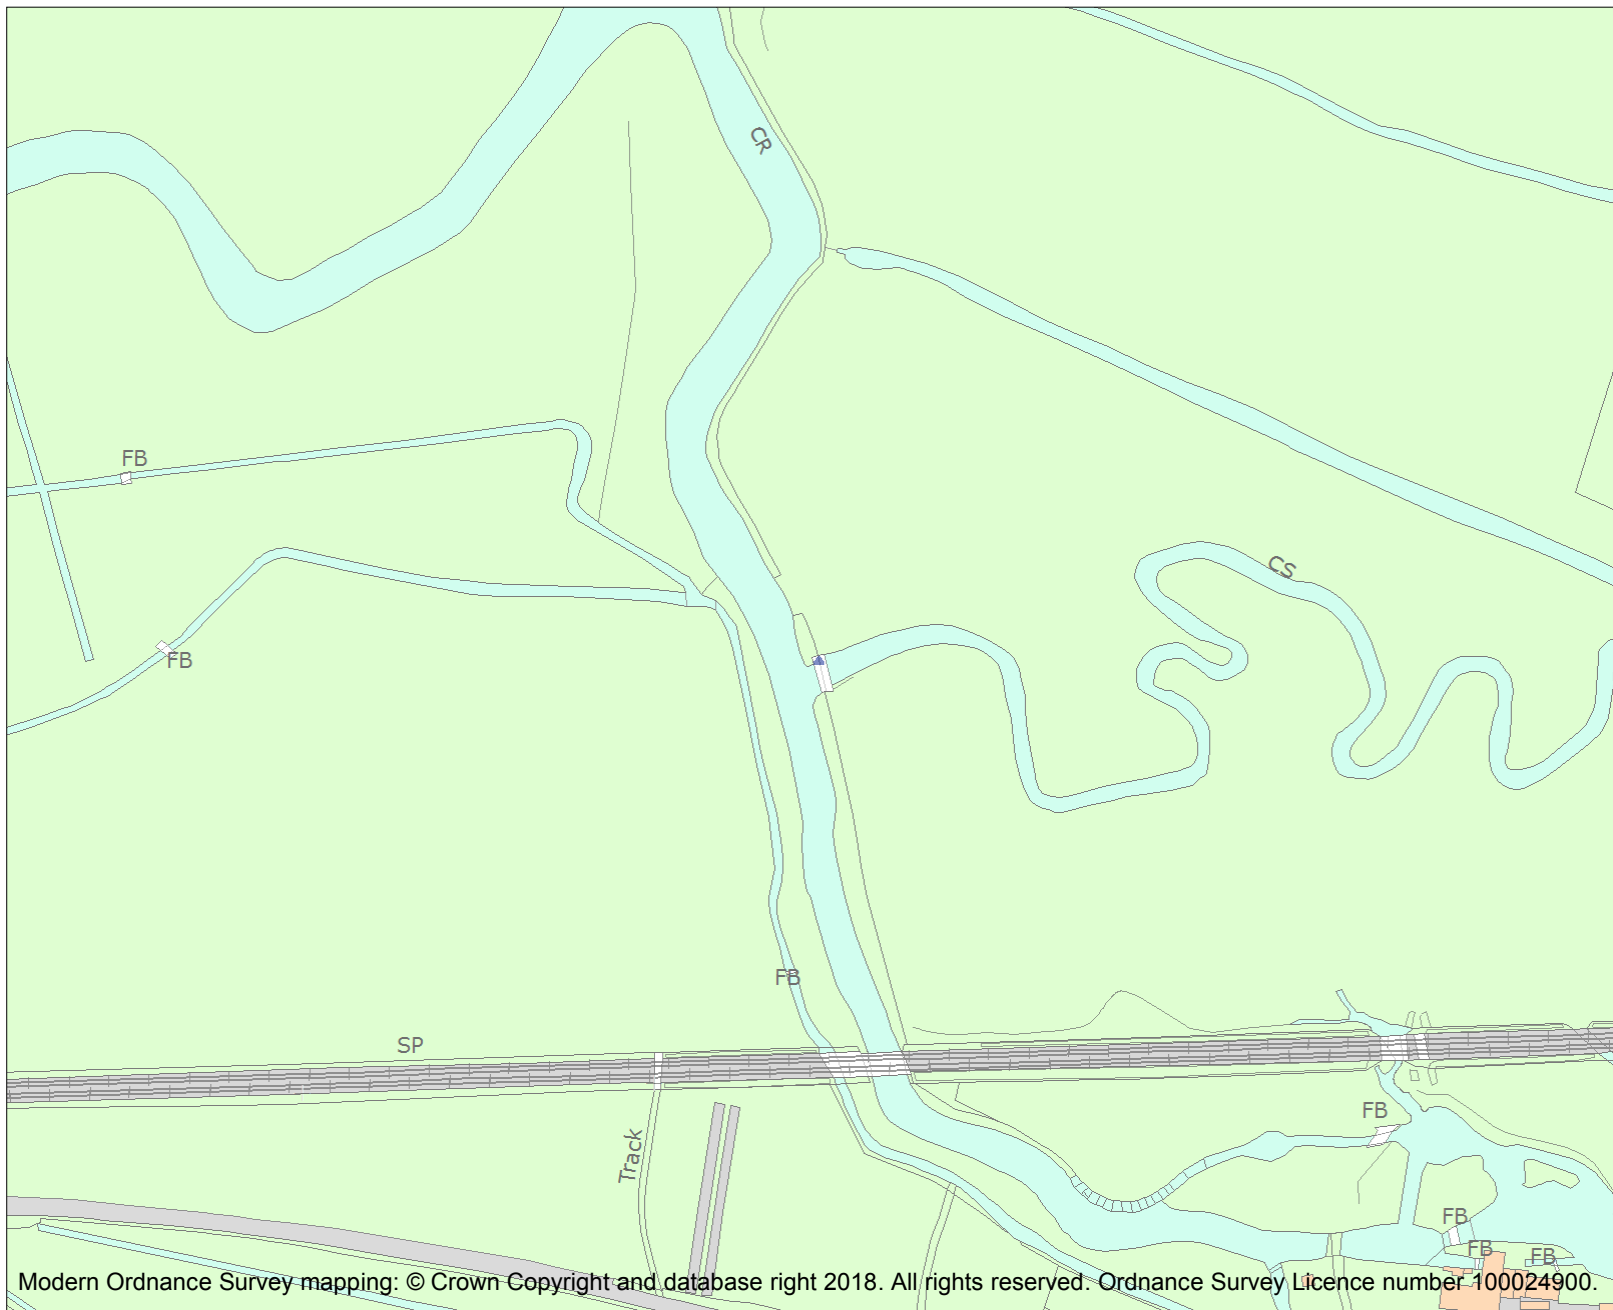 CR
FB
CS
FB
FB
SP
FB
Track
FB
FB
FB
Modern Ordnance Survey mapping: © Crown Copyright and database right 2018. All rights reserved. Ordnance Survey Licence number 100024900.